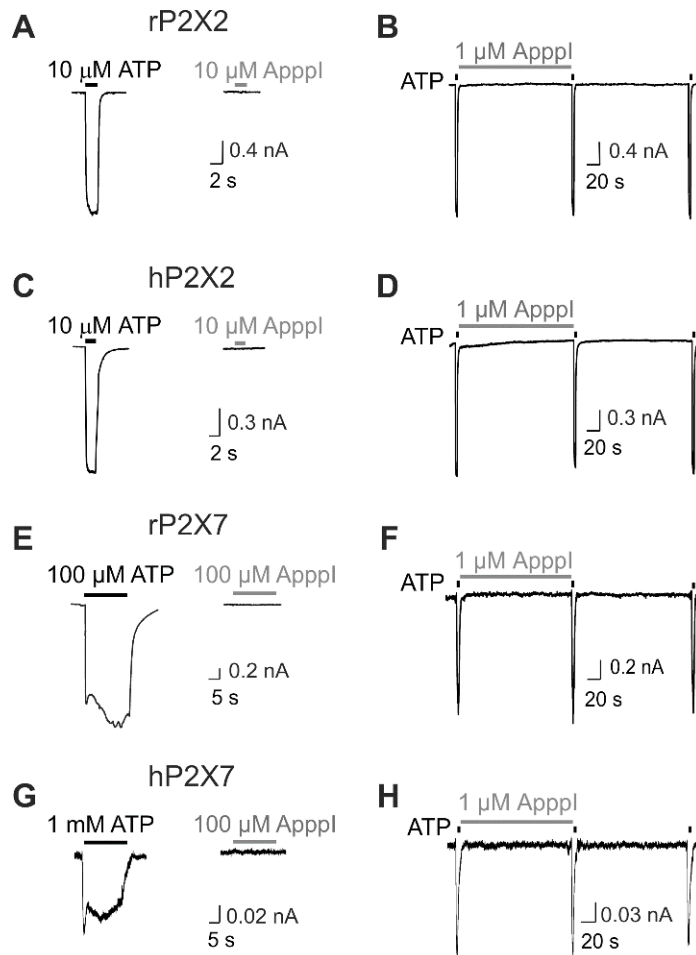 A rP2X2 B
10 μM ATP 10 μM ApppI
1 μM ApppI
ATP
0.4 nA
2 s
0.4 nA
20 s
C hP2X2 D
10 μM ATP 10 μM ApppI
1 μM ApppI
ATP
0.3 nA
2 s
0.3 nA
20 s
E rP2X7 F
100 μM ATP 100 μM ApppI
1 μM ApppI
ATP
0.2 nA
5 s
0.2 nA
20 s
G hP2X7 H
1 mM ATP 100 μM ApppI
1 μM ApppI
ATP
0.02 nA
5 s
0.03 nA
20 s